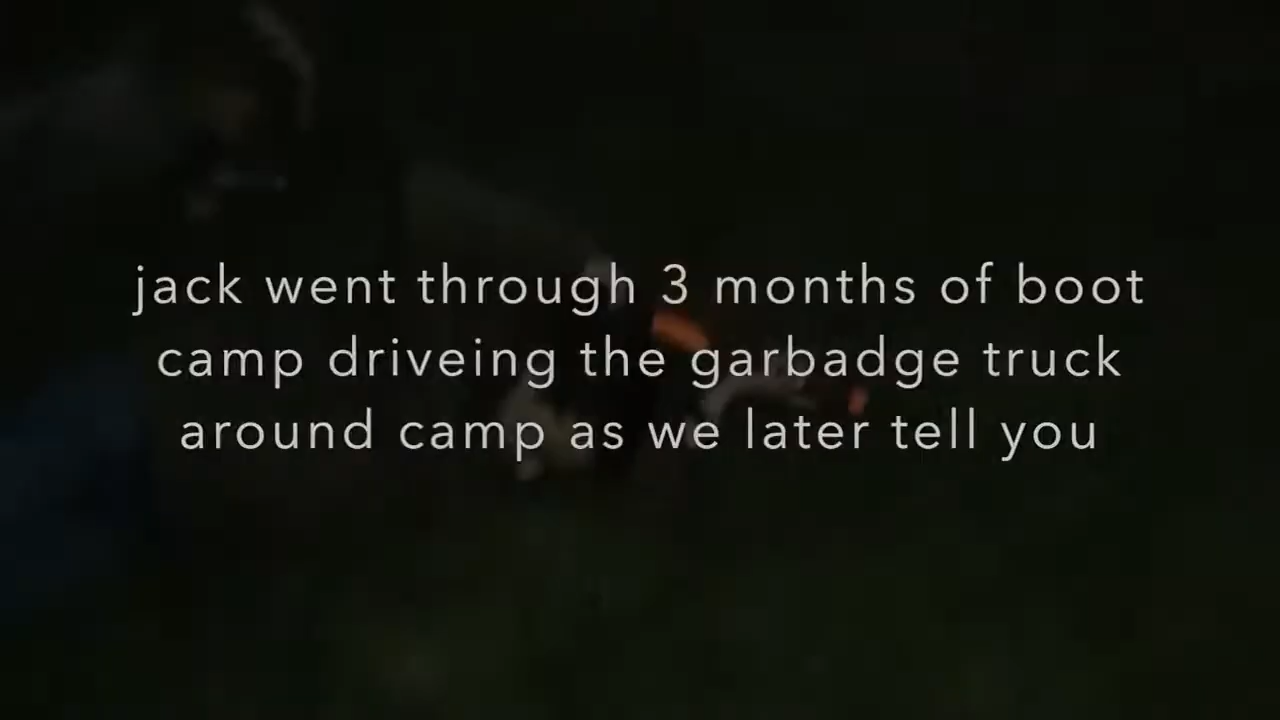 jack went through 3 months of boot
camp driveing the garbadge truck
around camp as we later tell you